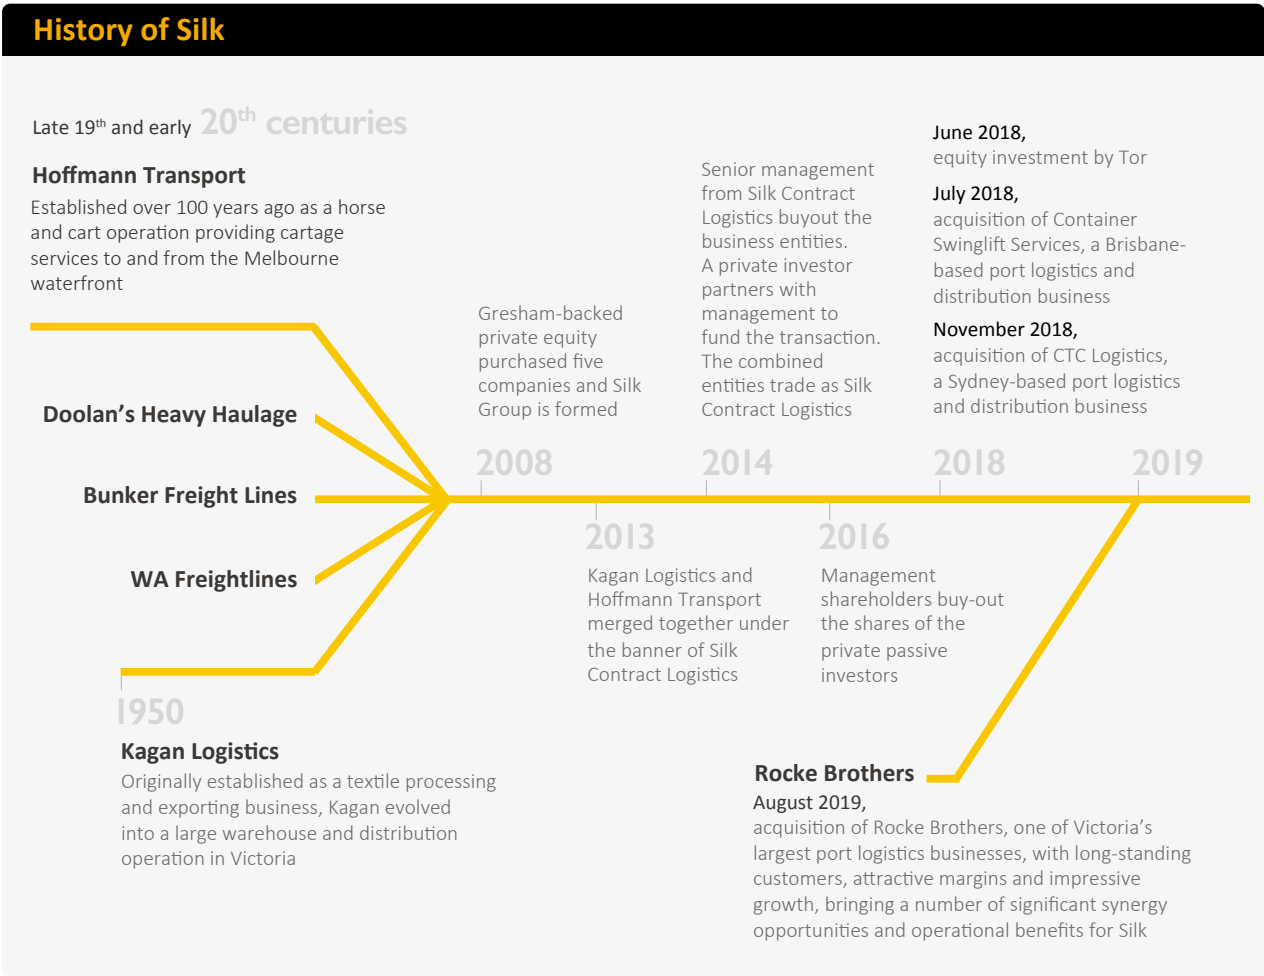 History of Silk
Late 19th and early 20th centuries
Hoffmann Transport
Established over 100 years ago as a horse
and cart operation providing cartage
services to and from the Melbourne
waterfront
Doolan’s Heavy Haulage
Bunker Freight Lines
WA Freightlines
1950
Kagan Logistics
Originally established as a textile processing
and exporting business, Kagan evolved
into a large warehouse and distribution
operation in Victoria
Gresham-backed
private equity
purchased five
companies and Silk
Group is formed
2008
2013
Kagan Logistics and
Hoffmann Transport
merged together under
the banner of Silk
Contract Logistics
Senior management
from Silk Contract
Logistics buyout the
business entities.
A private investor
partners with
management to
fund the transaction.
The combined
entities trade as Silk
Contract Logistics
2014
2016
Management
shareholders buy-out
the shares of the
private passive
investors
June 2018,
equity investment by Tor
July 2018,
acquisition of Container
Swinglift Services, a Brisbane-
based port logistics and
distribution business
November 2018,
acquisition of CTC Logistics,
a Sydney-based port logistics
and distribution business
2018
2019
Rocke Brothers
August 2019,
acquisition of Rocke Brothers, one of Victoria’s
largest port logistics businesses, with long-standing
customers, attractive margins and impressive
growth, bringing a number of significant synergy
opportunities and operational benefits for Silk